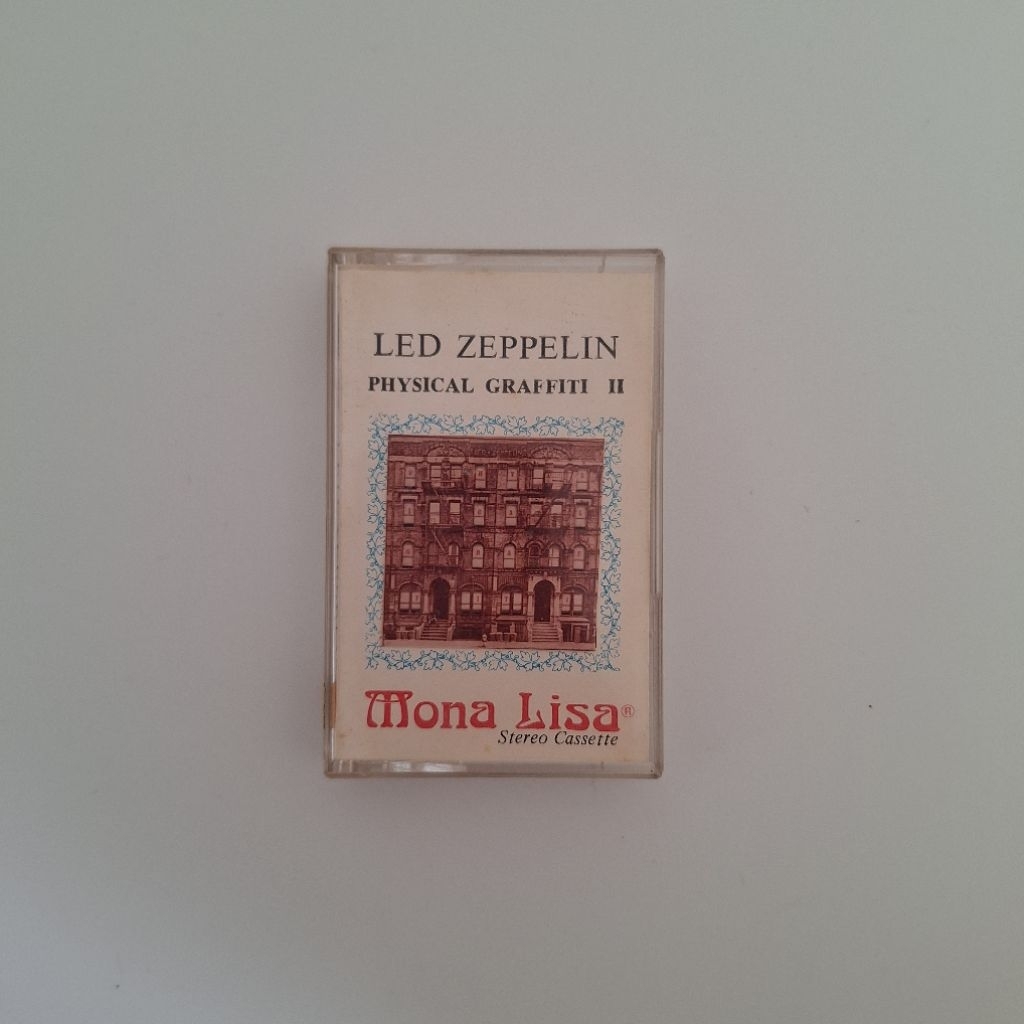 LED ZEPPELIN
PHYSICAL GRAFFITI II
Mona Lisa®
Stereo Cassette